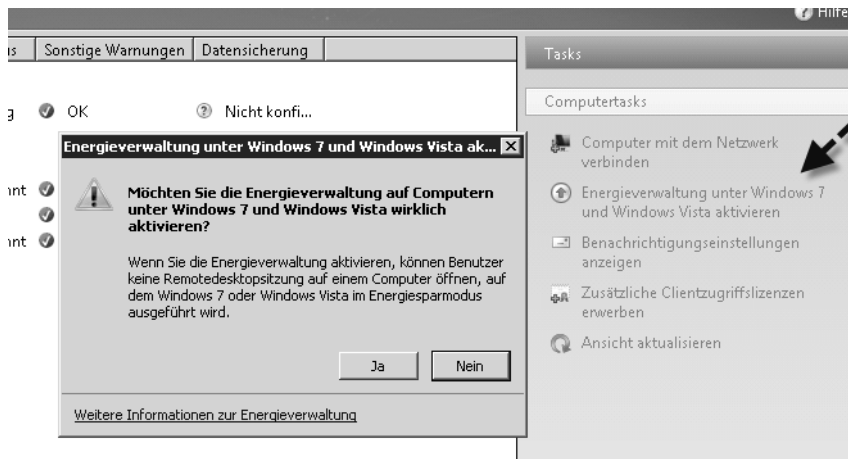 Hilfe
Sonstige Warnungen Datensicherung
OK Nicht konfi...
Energieverwaltung unter Windows 7 und Windows Vista ak...
Möchten Sie die Energieverwaltung auf Computern
unter Windows 7 und Windows Vista wirklich
aktivieren?
Wenn Sie die Energieverwaltung aktivieren, können Benutzer
keine Remotedesktopsitzung auf einem Computer öffnen, auf
dem Windows 7 oder Windows Vista im Energiesparmodus
ausgeführt wird.
Ja Nein
Weitere Informationen zur Energieverwaltung
Tasks
Computertasks
Computer mit dem Netzwerk
verbinden
Energieverwaltung unter Windows 7
und Windows Vista aktivieren
Benachrichtigungseinstellungen
anzeigen
Zusätzliche Clientzugriffslizenzen
erwerben
Ansicht aktualisieren